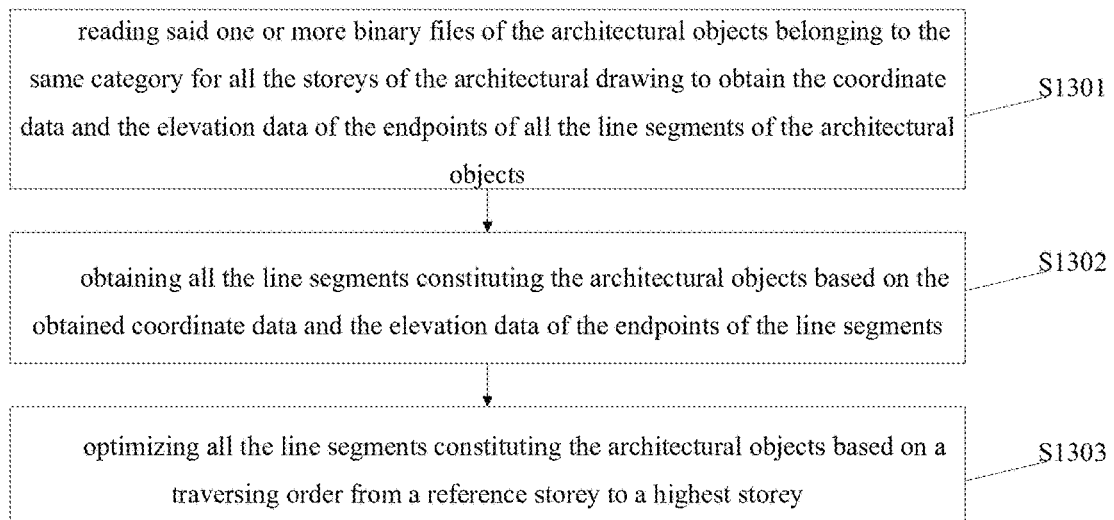 reading said one or more binary files of the architectural objects belonging to the
same category for all the storeys of the architectural drawing to obtain the coordinate
data and the elevation data of the endpoints of all the line segments of the architectural
objects
S1301
obtaining all the line segments constituting the architectural objects based on the
obtained coordinate data and the elevation data of the endpoints of the line segments
S1302
optimizing all the line segments constituting the architectural objects based on a
traversing order from a reference storey to a highest storey
S1303